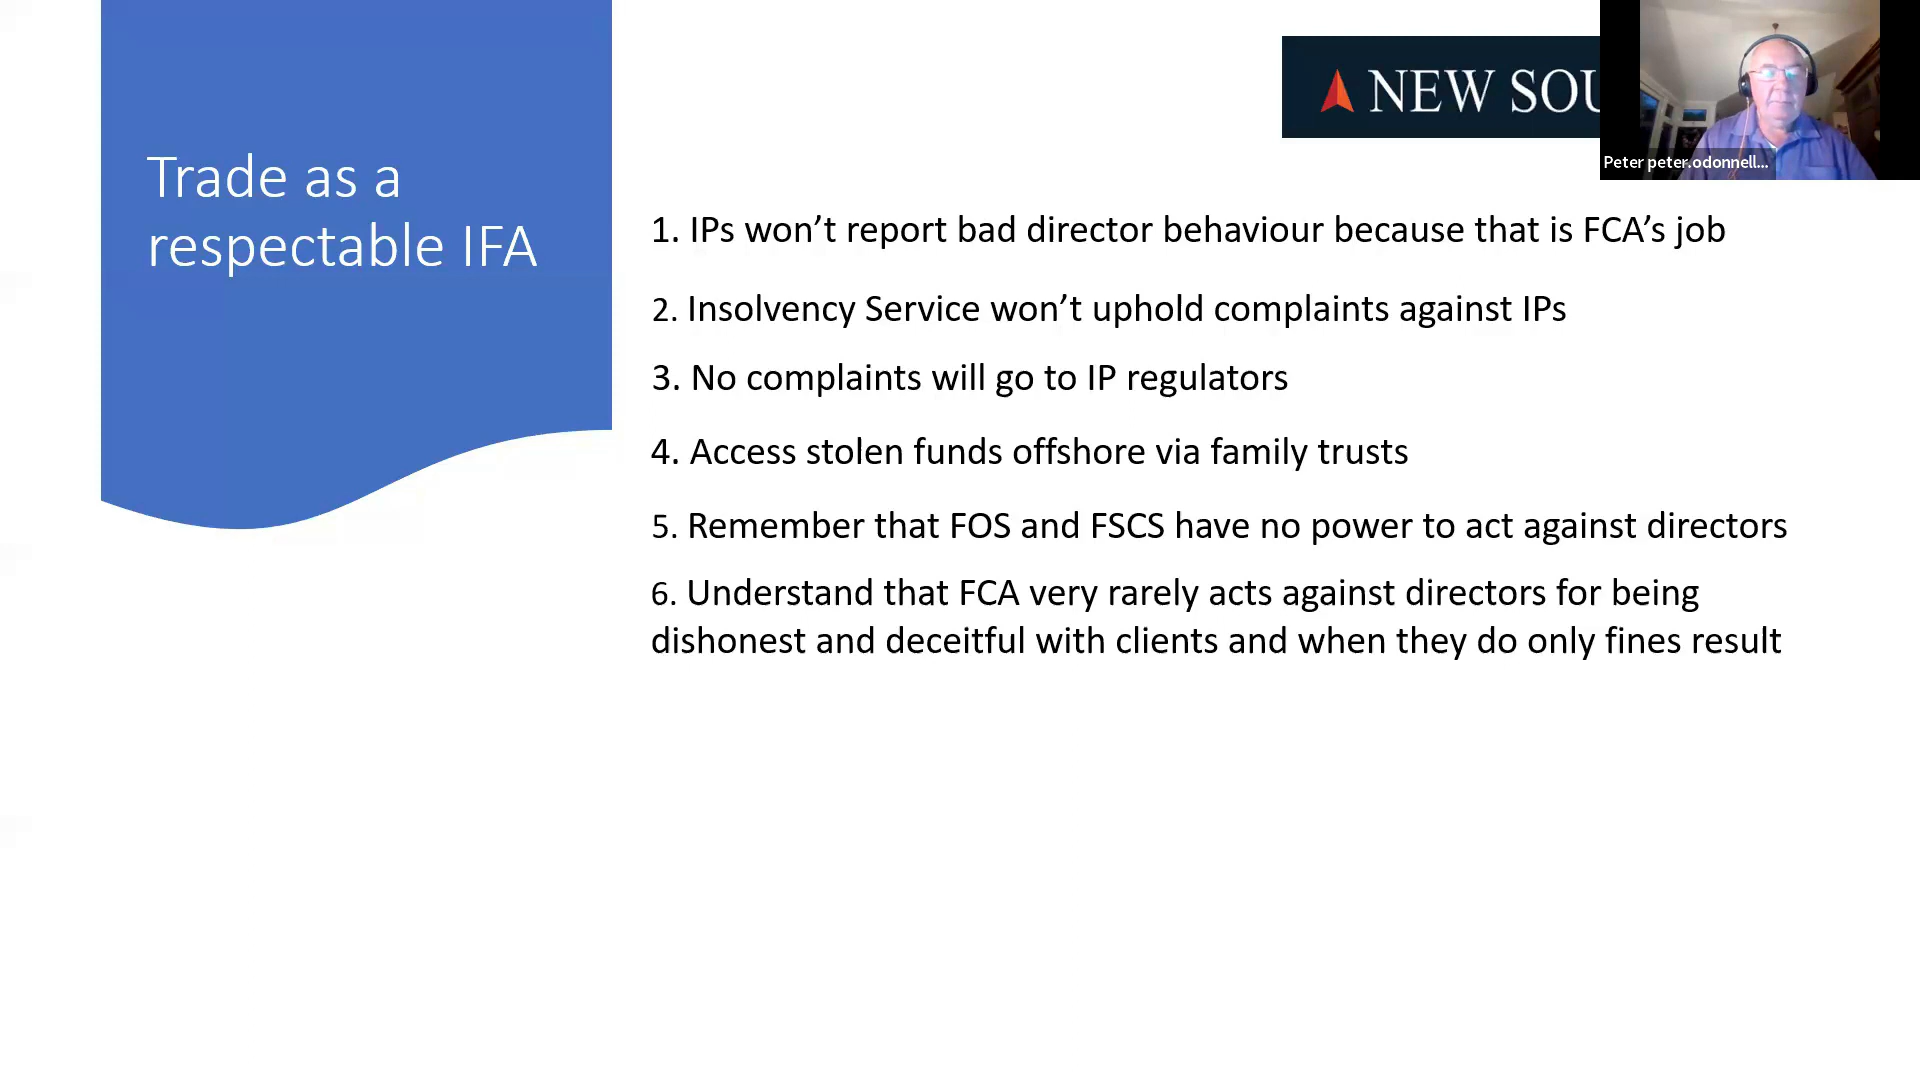 Trade as a
respectable IFA
NEW SOU
Peter peter.odonnell...
1. IPs won’t report bad director behaviour because that is FCA’s job
2. Insolvency Service won’t uphold complaints against IPs
3. No complaints will go to IP regulators
4. Access stolen funds offshore via family trusts
5. Remember that FOS and FSCS have no power to act against directors
6. Understand that FCA very rarely acts against directors for being
dishonest and deceitful with clients and when they do only fines result